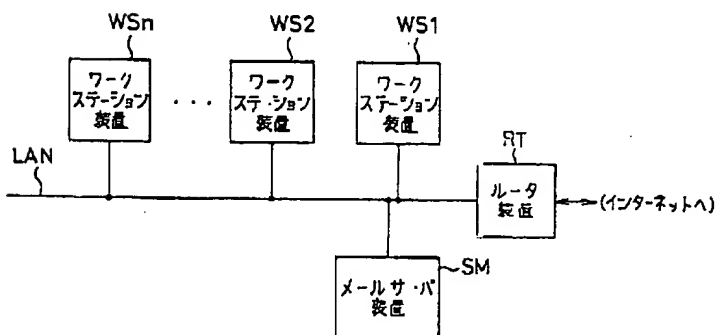 WSn
WS2
WS1
ワーク
ステーション
装置
・・・
ワーク
ステーション
装置
ワーク
ステーション
装置
LAN
RT
ルータ
装置
(インターネットへ)
SM
メールサーバ
装置